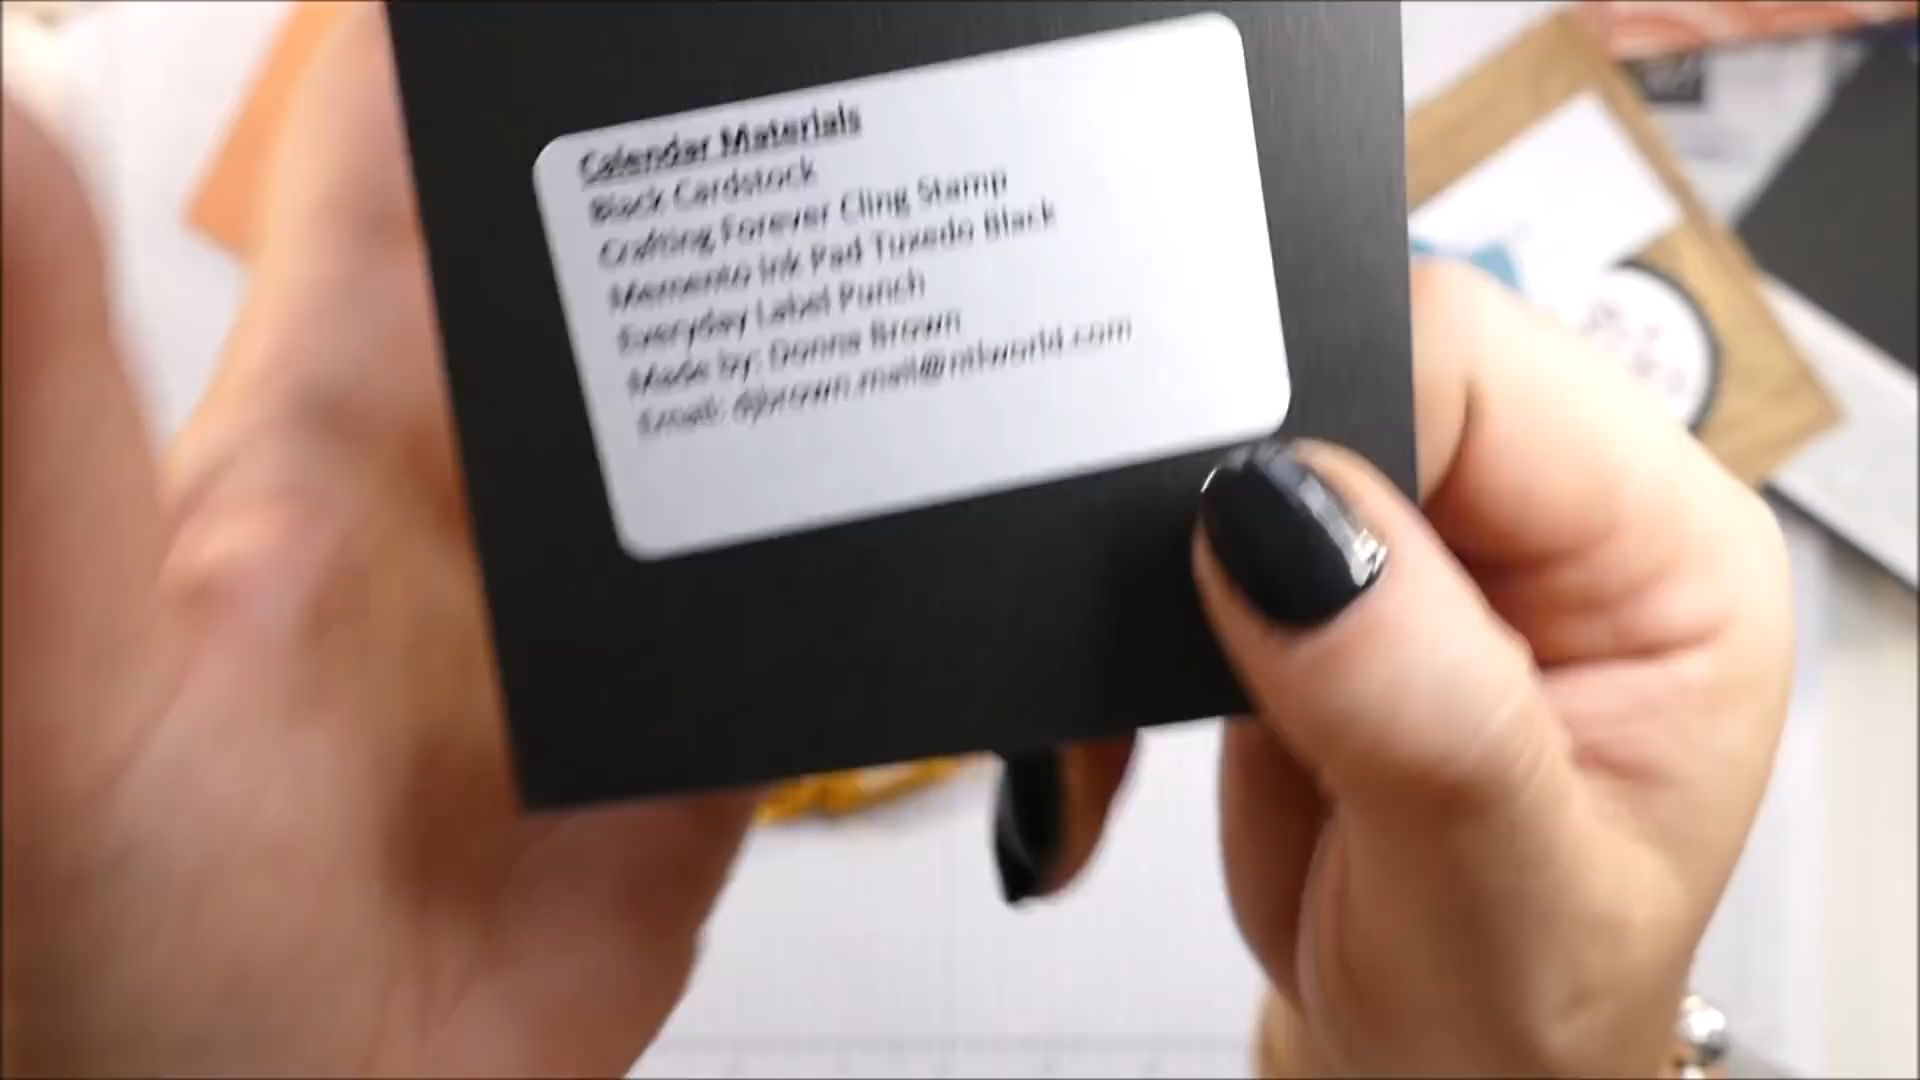 Calendar Materials
Black Cardstock
Crafting Forever Cling Stamp
Memento Ink Pad Tuxedo Black
Everyday Label Punch
Made by: Donna Brown
Email: